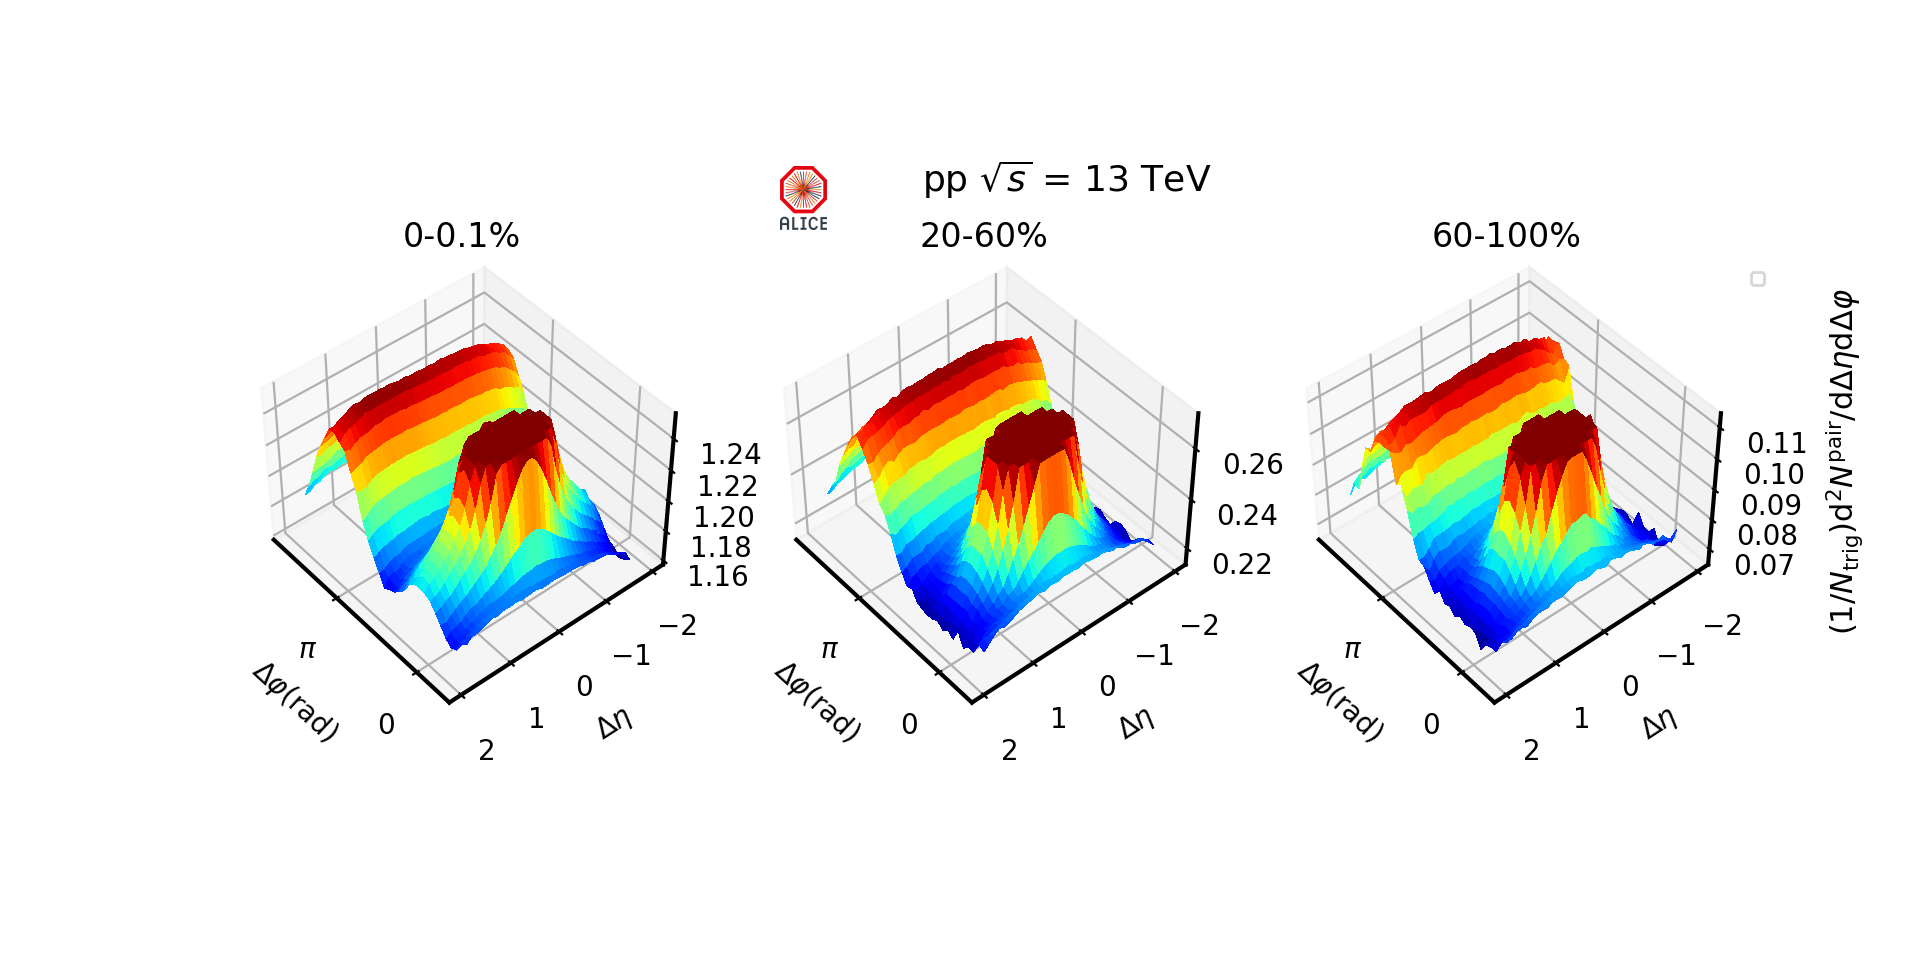 pp √s = 13 TeV
ALICE
0-0.1%
20-60%
60-100%
1.24
1.22
1.20
1.18
1.16
π
0
Δφ(rad)
2
1
0
−1
−2
Δη
0.26
0.24
0.22
π
0
Δφ(rad)
2
1
0
−1
−2
Δη
0.11
0.10
0.09
0.08
0.07
π
0
Δφ(rad)
2
1
0
−1
−2
Δη
(1/N_trig)d²N^pair/dΔηdΔφ